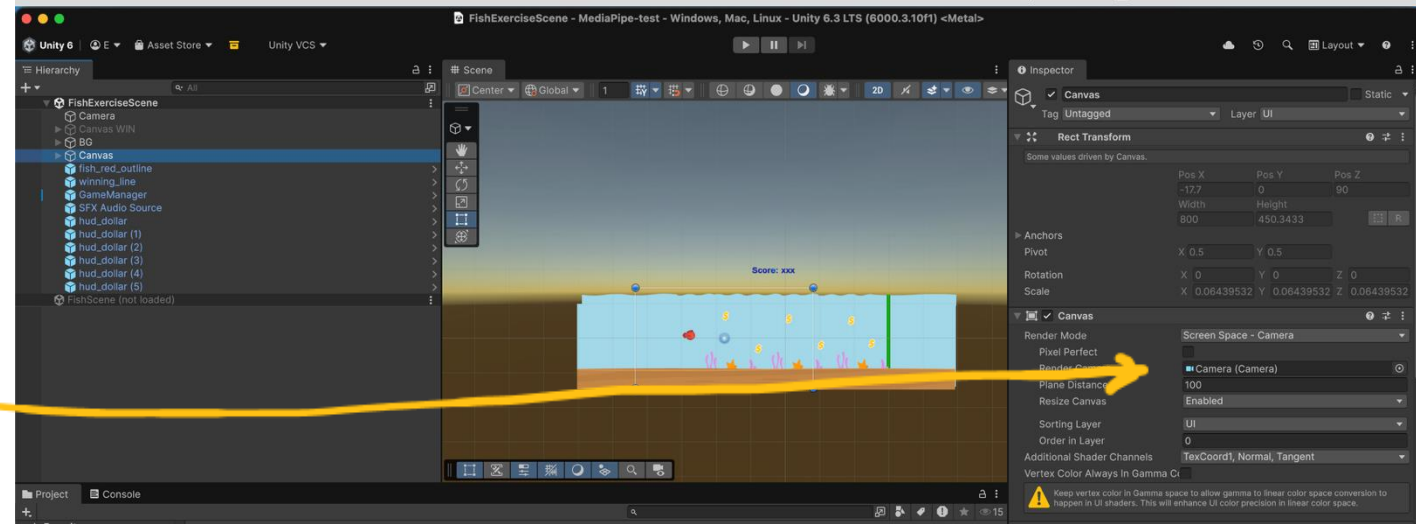 FishExerciseScene - MediaPipe-test - Windows, Mac, Linux - Unity 6.3 LTS (6000.3.10f1) <Metal>
Unity 6 E Asset Store Unity VCS Layout
Hierarchy
All
FishExerciseScene
Camera
Canvas WIN
BG
Canvas
fish_red_outline
winning_line
GameManager
SFX Audio Source
hud_dollar
hud_dollar (1)
hud_dollar (2)
hud_dollar (3)
hud_dollar (4)
hud_dollar (5)
FishScene (not loaded)
Scene
Center Global 1 2D
Score: xxx
Inspector
Canvas Static
Tag Untagged Layer UI
Rect Transform
Some values driven by Canvas.
Pos X Pos Y Pos Z
-17.7 0 90
Width Height
800 450.3433 R
Anchors
Pivot X 0.5 Y 0.5
Rotation X 0 Y 0 Z 0
Scale X 0.06439532 Y 0.06439532 Z 0.06439532
Canvas
Render Mode Screen Space - Camera
Pixel Perfect
Render Camera (Camera)
Plane Distance 100
Resize Canvas Enabled
Sorting Layer UI
Order in Layer 0
Additional Shader Channels TexCoord1, Normal, Tangent
Vertex Color Always In Gamma
Keep vertex color in Gamma space to allow gamma to linear color space conversion to
happen in UI shaders. This will enhance UI color precision in linear color space.
Project Console
15